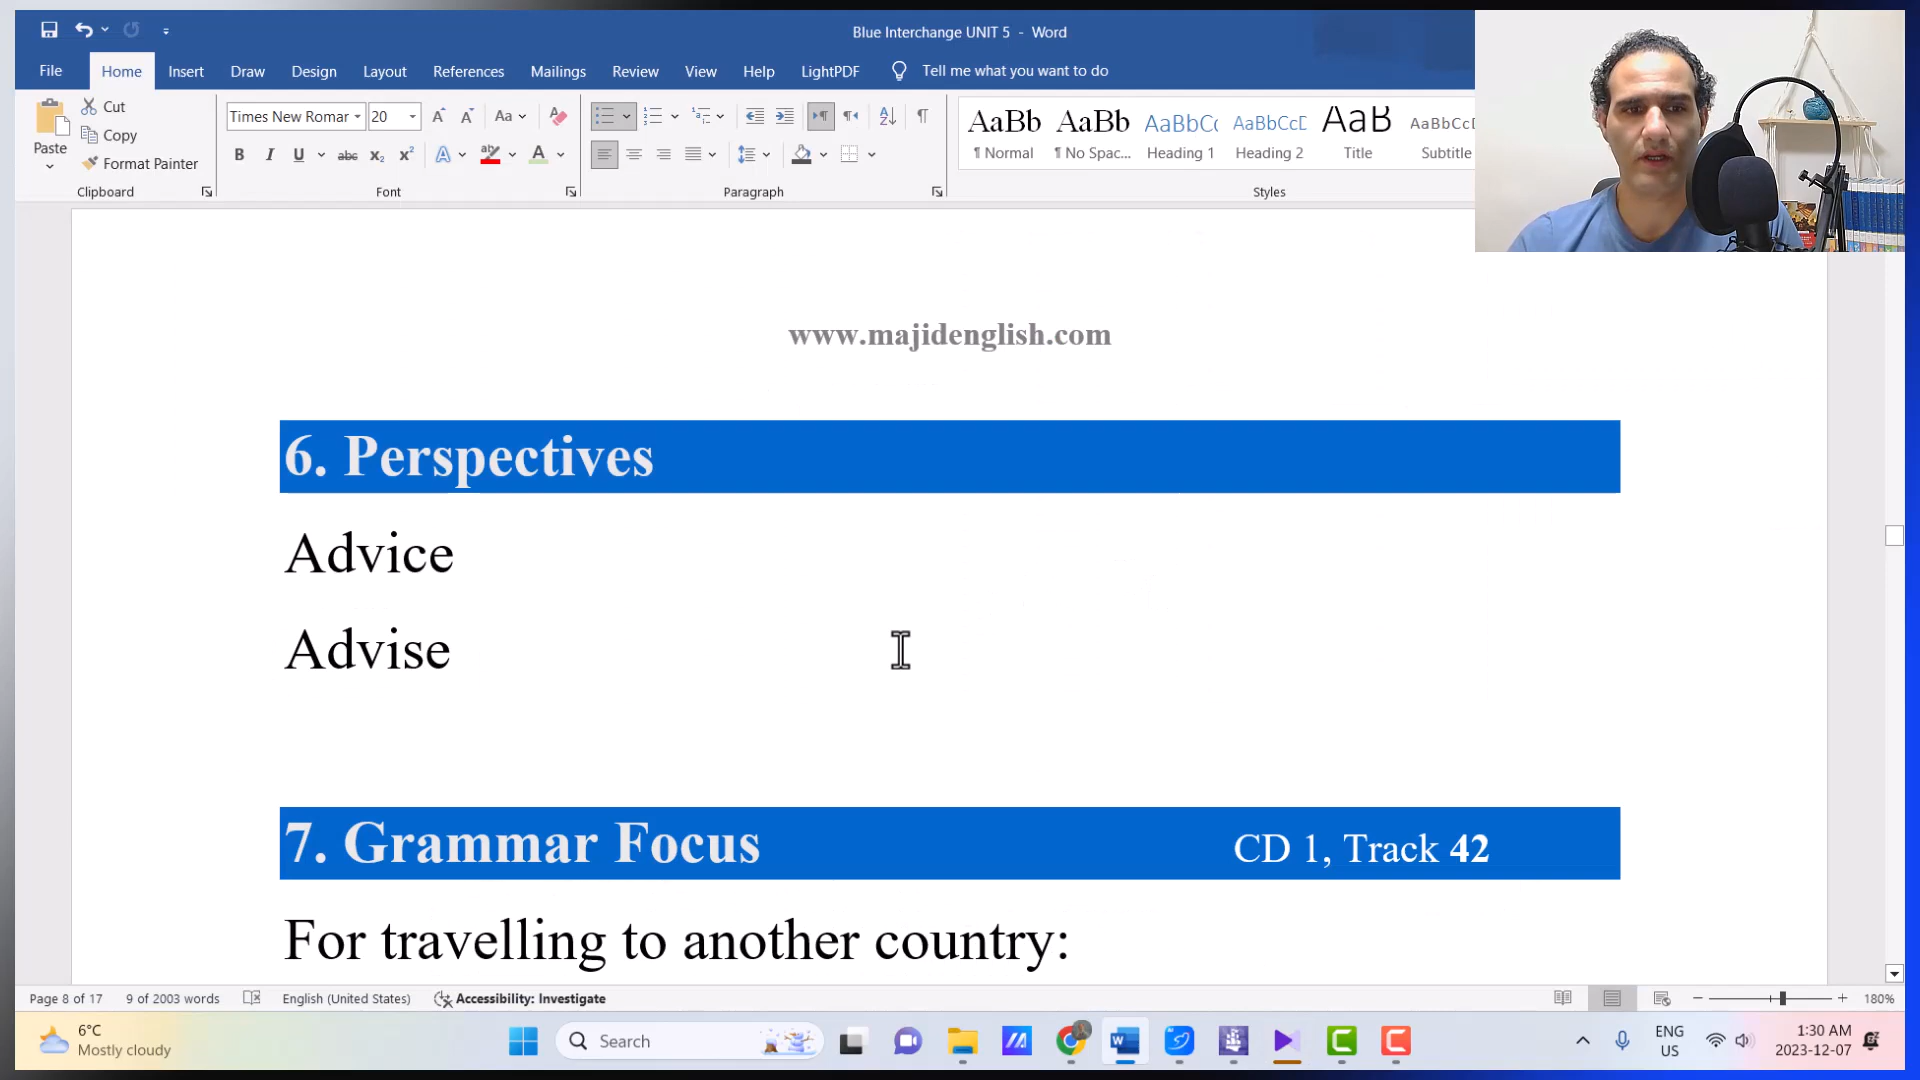 Blue Interchange UNIT 5 - Word
File Home Insert Draw Design Layout References Mailings Review View Help LightPDF Tell me what you want to do
Paste
Cut
Copy
Format Painter
Clipboard
Times New Romar 20
Font
Paragraph
AaBb AaBb AaBbCc AaBbCcD AaB AaBbCcD
¶ Normal ¶ No Spac... Heading 1 Heading 2 Title Subtitle
Styles
www.majidenglish.com
6. Perspectives
Advice
Advise
7. Grammar Focus CD 1, Track 42
For travelling to another country:
Page 8 of 17 9 of 2003 words English (United States) Accessibility: Investigate 180%
6°C
Mostly cloudy
Search
ENG
US
1:30 AM
2023-12-07